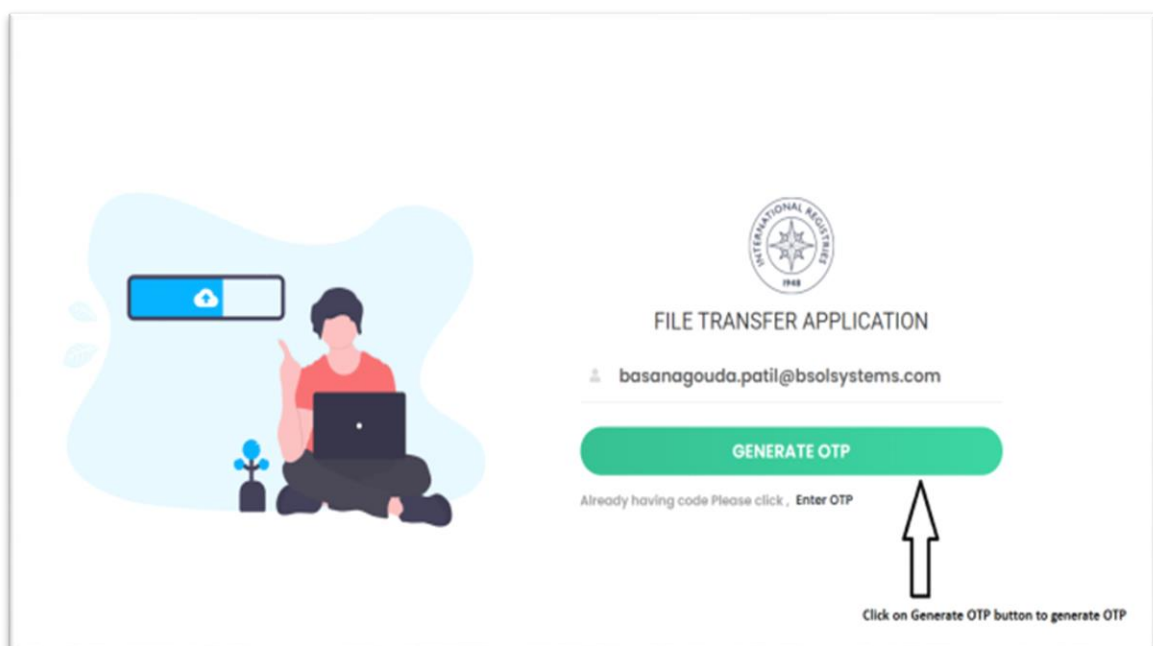 INTERNATIONAL REGISTRIES
1948
FILE TRANSFER APPLICATION
basanagouda.patil@bsolsystems.com
GENERATE OTP
Already having code Please click , Enter OTP
Click on Generate OTP button to generate OTP